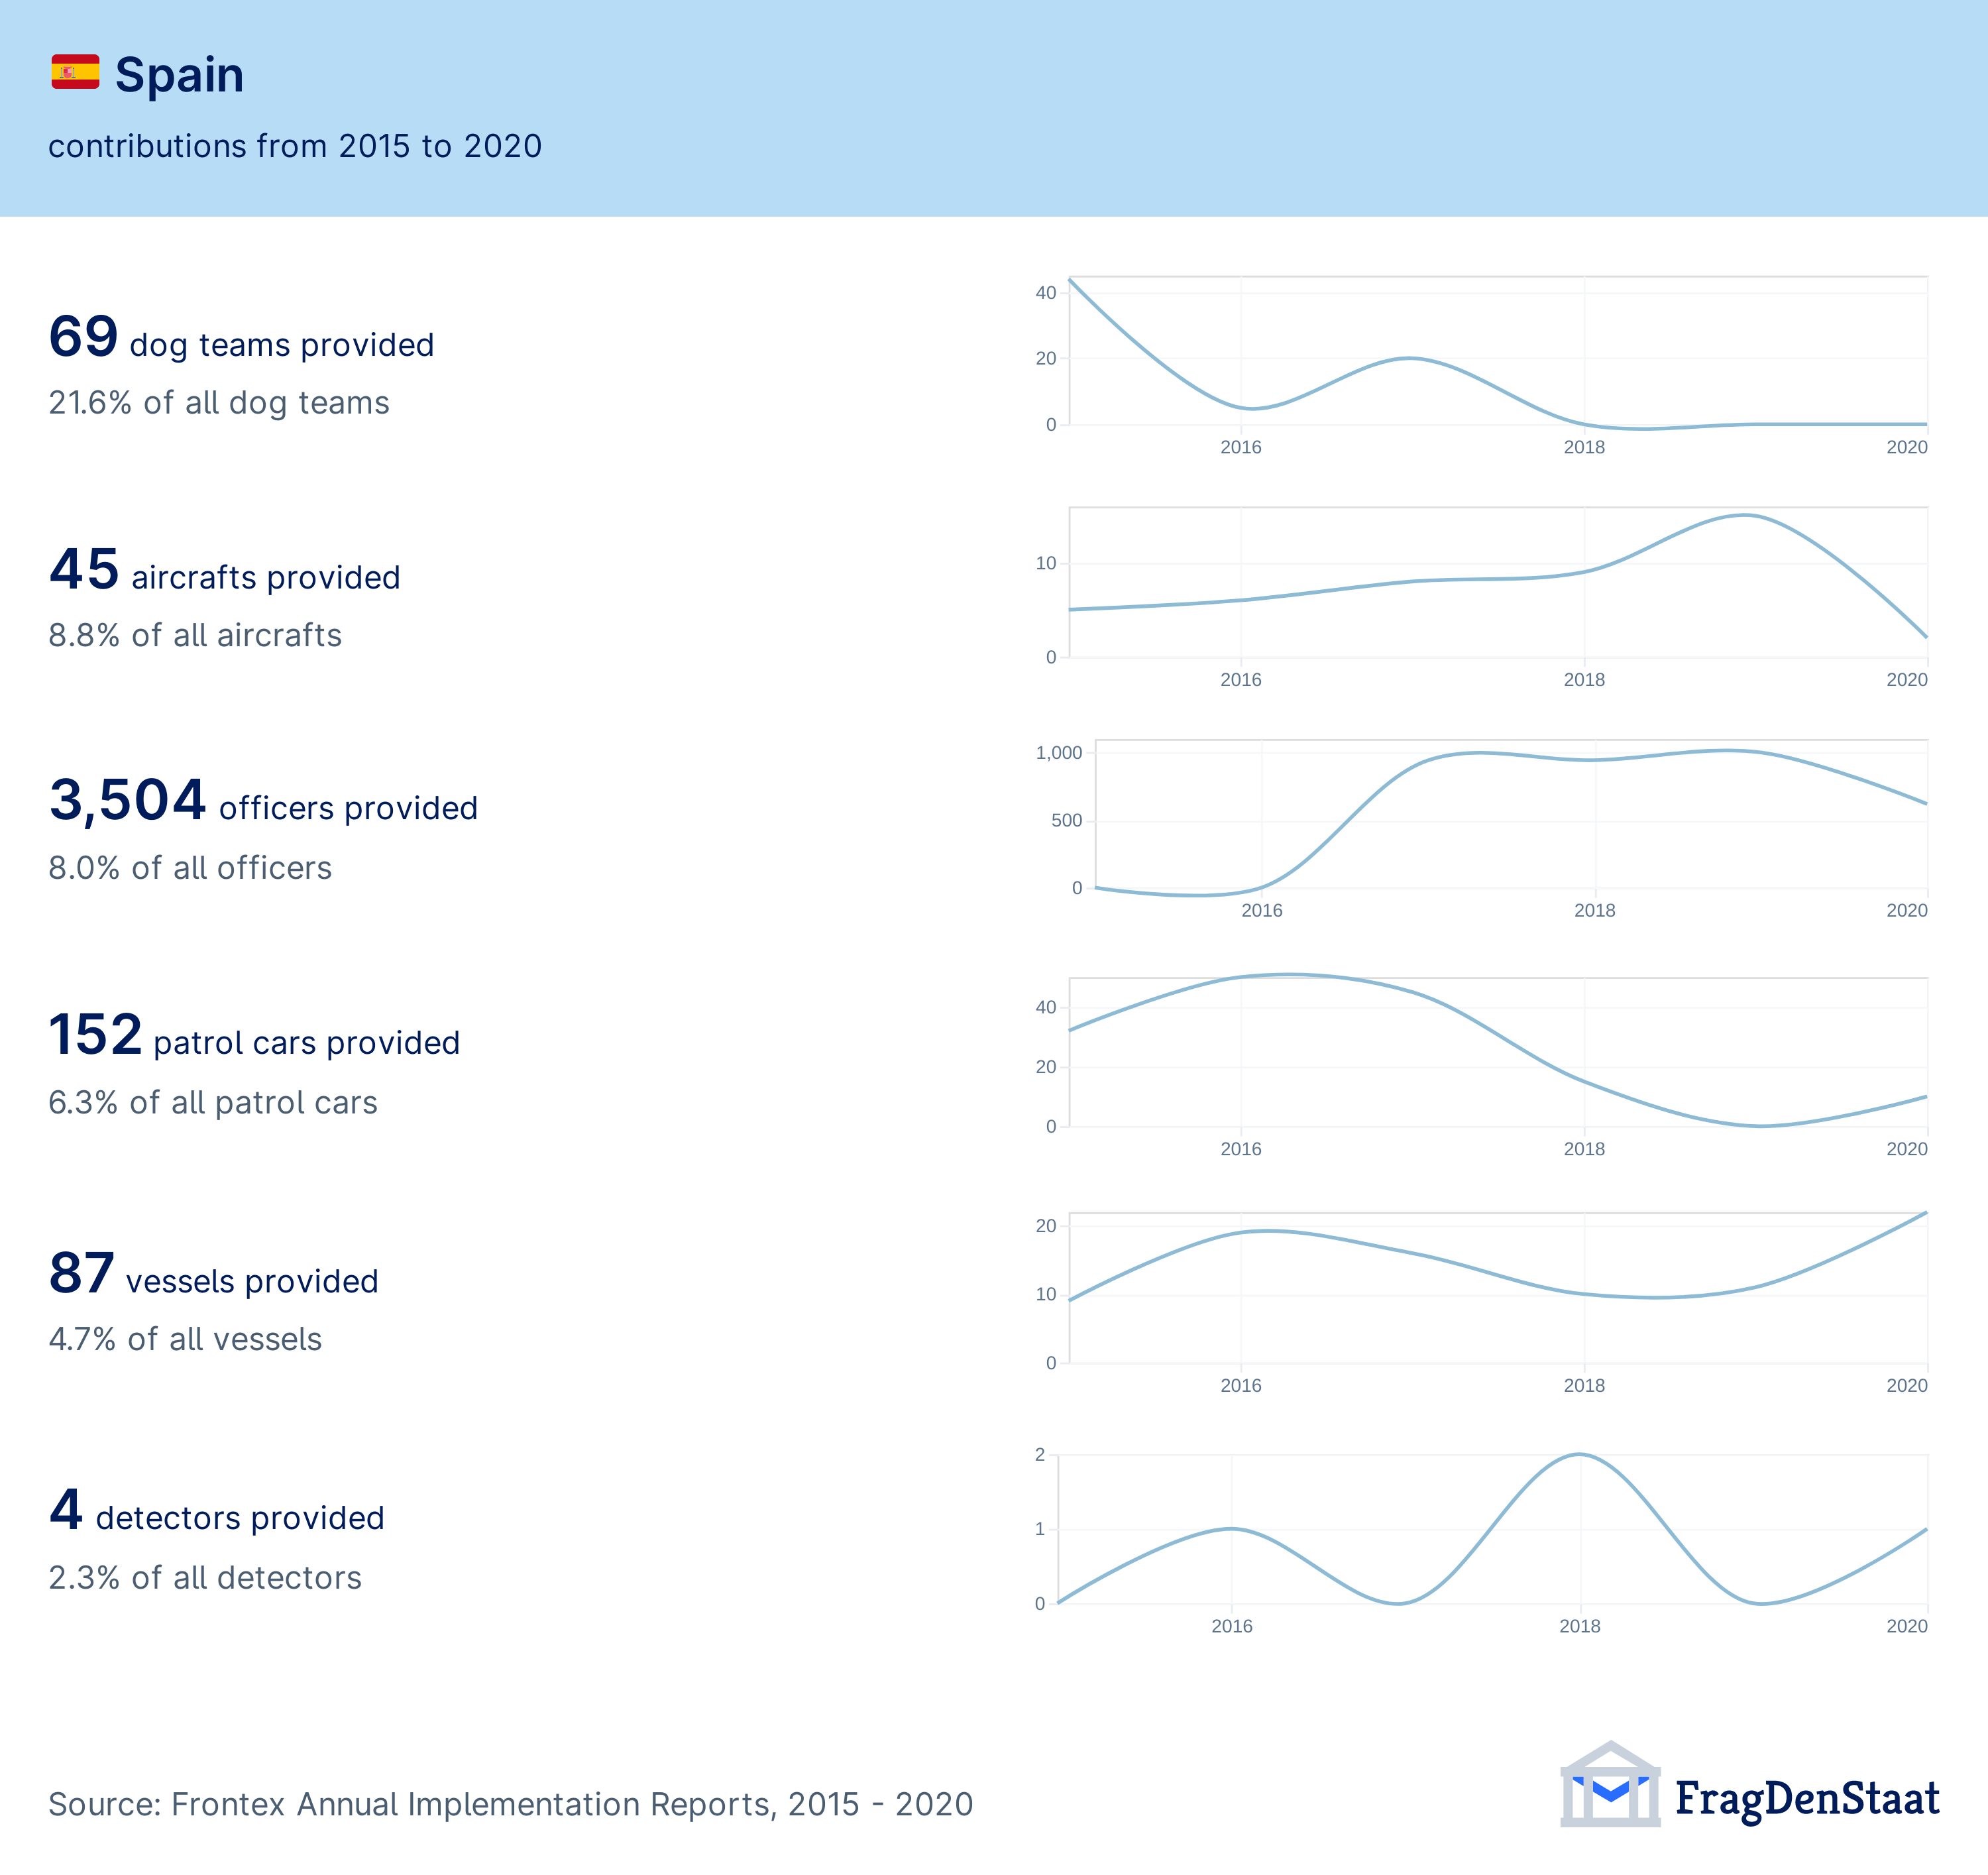 Spain
contributions from 2015 to 2020
69 dog teams provided
21.6% of all dog teams
40
20
0
2016 2018 2020
45 aircrafts provided
8.8% of all aircrafts
10
0
2016 2018 2020
3,504 officers provided
8.0% of all officers
1,000
500
0
2016 2018 2020
152 patrol cars provided
6.3% of all patrol cars
40
20
0
2016 2018 2020
87 vessels provided
4.7% of all vessels
20
10
0
2016 2018 2020
4 detectors provided
2.3% of all detectors
2
1
0
2016 2018 2020
Source: Frontex Annual Implementation Reports, 2015 - 2020
FragDenStaat